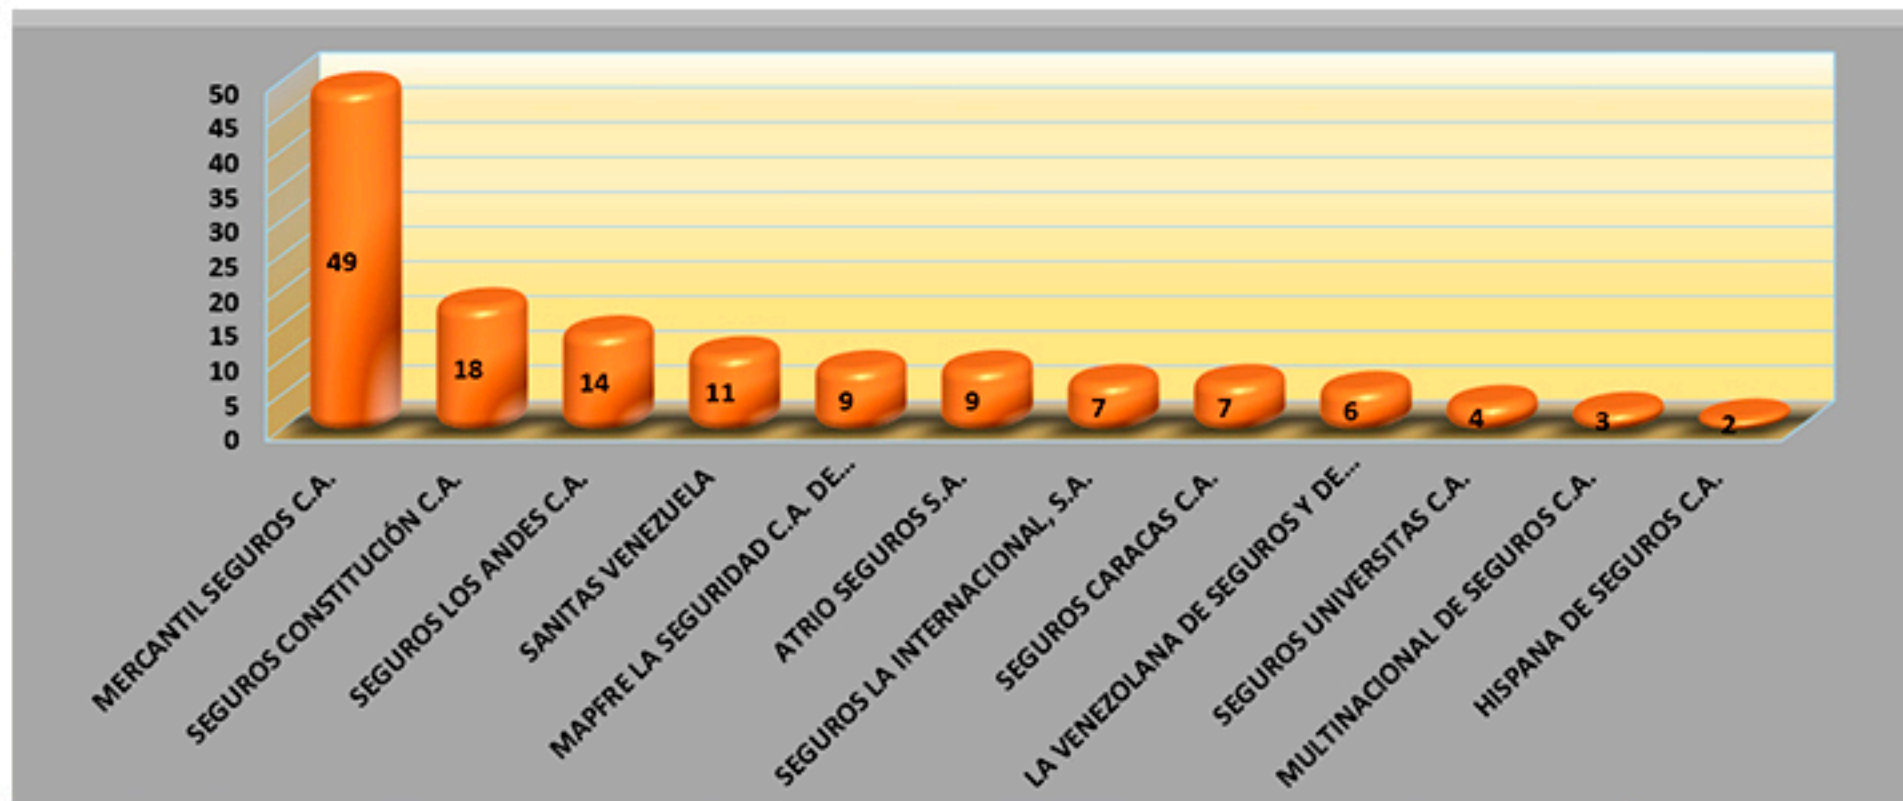 50
45
40
35
30
25
20
15
10
5
0
49
18
14
11
9
9
7
7
6
4
3
2
MERCANTIL SEGUROS C.A.
SEGUROS CONSTITUCIÓN C.A.
SEGUROS LOS ANDES C.A.
SANITAS VENEZUELA
MAPFRE LA SEGURIDAD C.A. DE...
ATRIO SEGUROS S.A.
SEGUROS LA INTERNACIONAL, S.A.
SEGUROS CARACAS C.A.
LA VENEZOLANA DE SEGUROS Y DE...
SEGUROS UNIVERSITAS C.A.
MULTINACIONAL DE SEGUROS C.A.
HISPANA DE SEGUROS C.A.